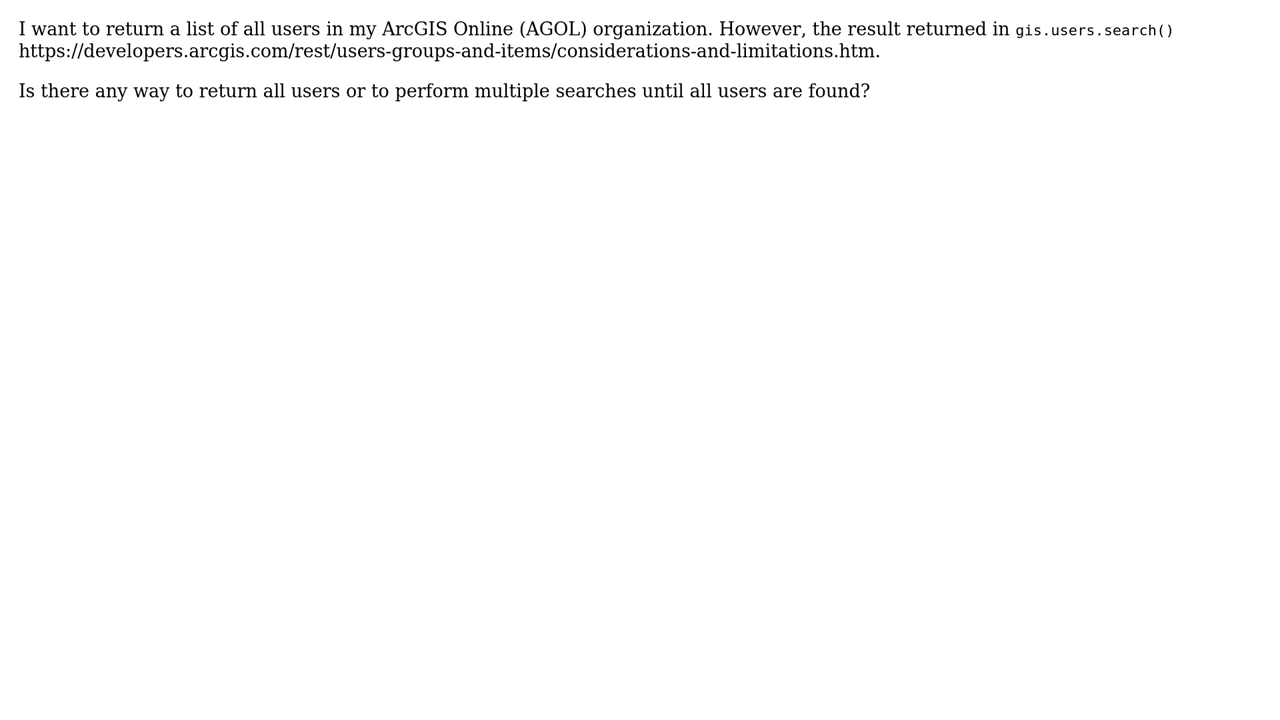 I want to return a list of all users in my ArcGIS Online (AGOL) organization. However, the result returned in gis.users.search()
https://developers.arcgis.com/rest/users-groups-and-items/considerations-and-limitations.htm.
Is there any way to return all users or to perform multiple searches until all users are found?